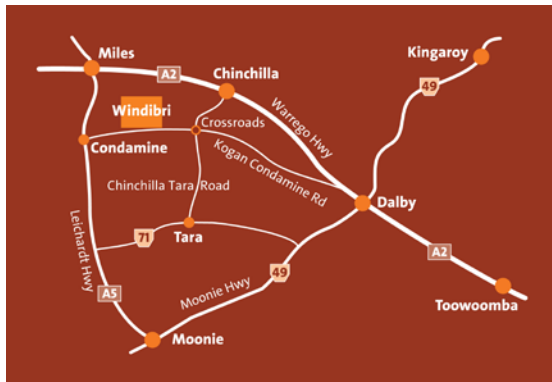 Miles
Kingaroy
A2
Chinchilla
49
Windibri
Warrego Hwy
Crossroads
Condamine
Kogan Condamine Rd
Chinchilla Tara Road
Dalby
Leichardt Hwy
71
Tara
A2
49
Moonie Hwy
A5
Toowoomba
Moonie